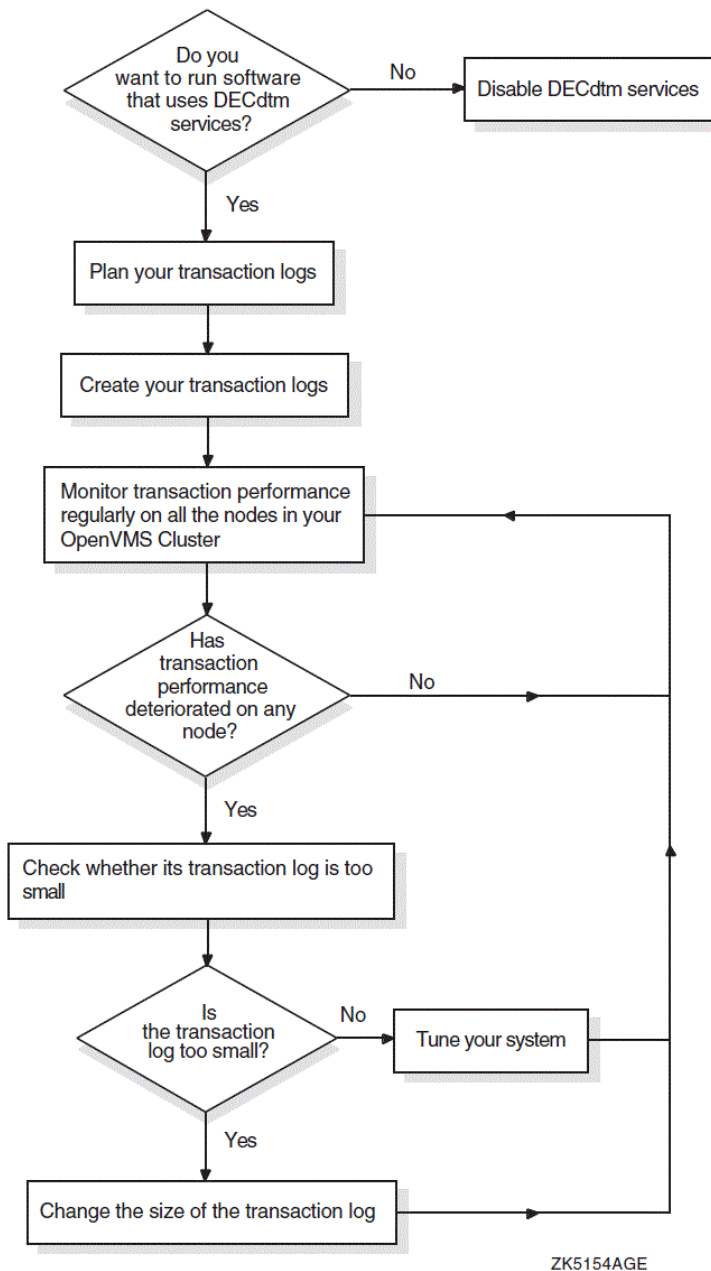 Do you
want to run software
that uses DECdtm
services?
No
Disable DECdtm services
Yes
Plan your transaction logs
Create your transaction logs
Monitor transaction performance
regularly on all the nodes in your
OpenVMS Cluster
Has
transaction
performance
deteriorated on any
node?
No
Yes
Check whether its transaction log is too
small
Is
the transaction
log too small?
No
Tune your system
Yes
Change the size of the transaction log
ZK5154AGE